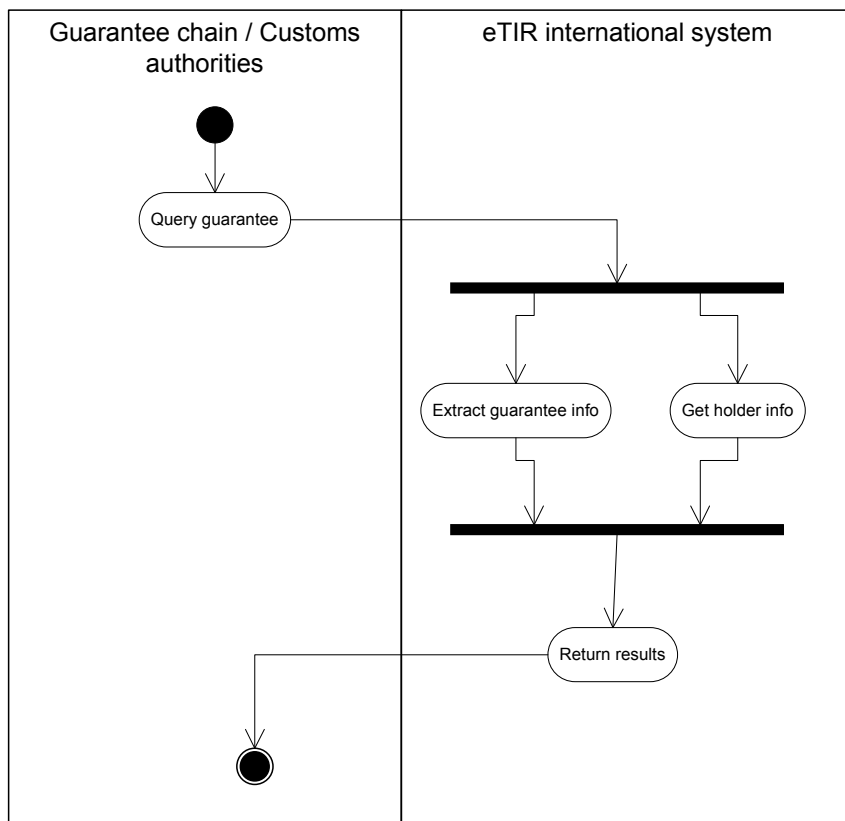 Guarantee chain / Customs
authorities
eTIR international system
Query guarantee
Extract guarantee info
Get holder info
Return results